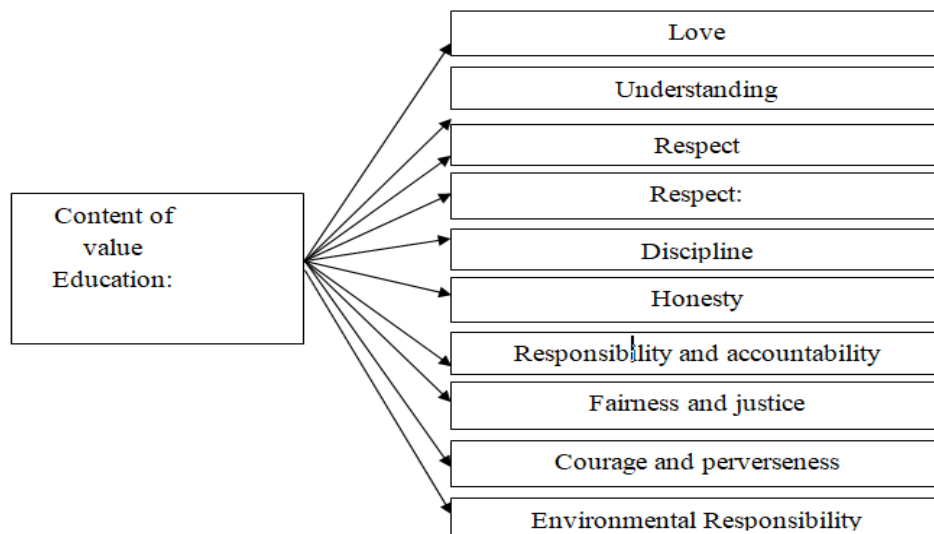 Love
Understanding
Respect
Respect:
Content of
value
Education:
Discipline
Honesty
Responsibility and accountability
Fairness and justice
Courage and perverseness
Environmental Responsibility